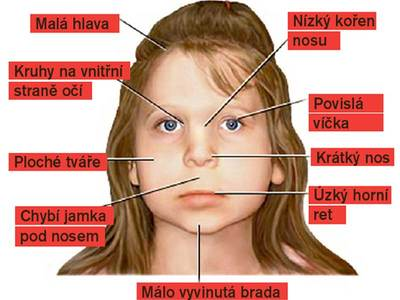 Malá hlava
Nízký kořen
nosu
Kruhy na vnitřní
straně očí
Povislá
víčka
Ploché tváře
Krátký nos
Úzký horní
ret
Chybí jamka
pod nosem
Málo vyvinutá brada